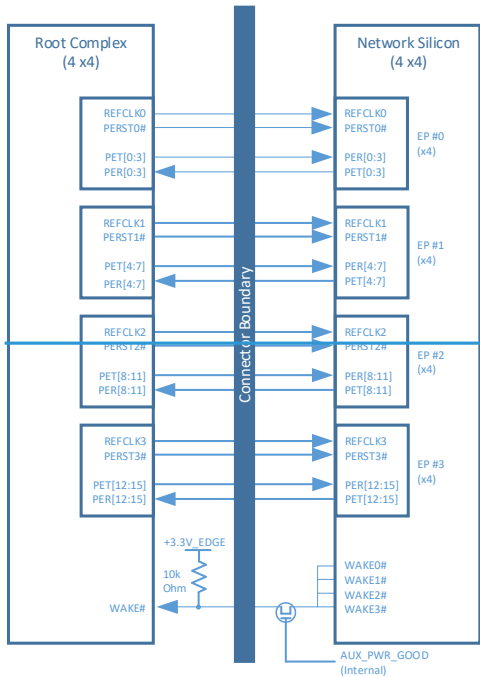 Root Complex
(4 x4)
Network Silicon
(4 x4)
REFCLK0
PERST0#
PET[0:3]
PER[0:3]
REFCLK0
PERST0#
PER[0:3]
PET[0:3]
EP #0
(x4)
REFCLK1
PERST1#
PET[4:7]
PER[4:7]
REFCLK1
PERST1#
PER[4:7]
PET[4:7]
EP #1
(x4)
Connector Boundary
REFCLK2
PERST2#
PET[8:11]
PER[8:11]
REFCLK2
PERST2#
PER[8:11]
PET[8:11]
EP #2
(x4)
REFCLK3
PERST3#
PET[12:15]
PER[12:15]
REFCLK3
PERST3#
PER[12:15]
PET[12:15]
EP #3
(x4)
+3.3V_EDGE
10k
Ohm
WAKE#
WAKE0#
WAKE1#
WAKE2#
WAKE3#
AUX_PWR_GOOD
(Internal)